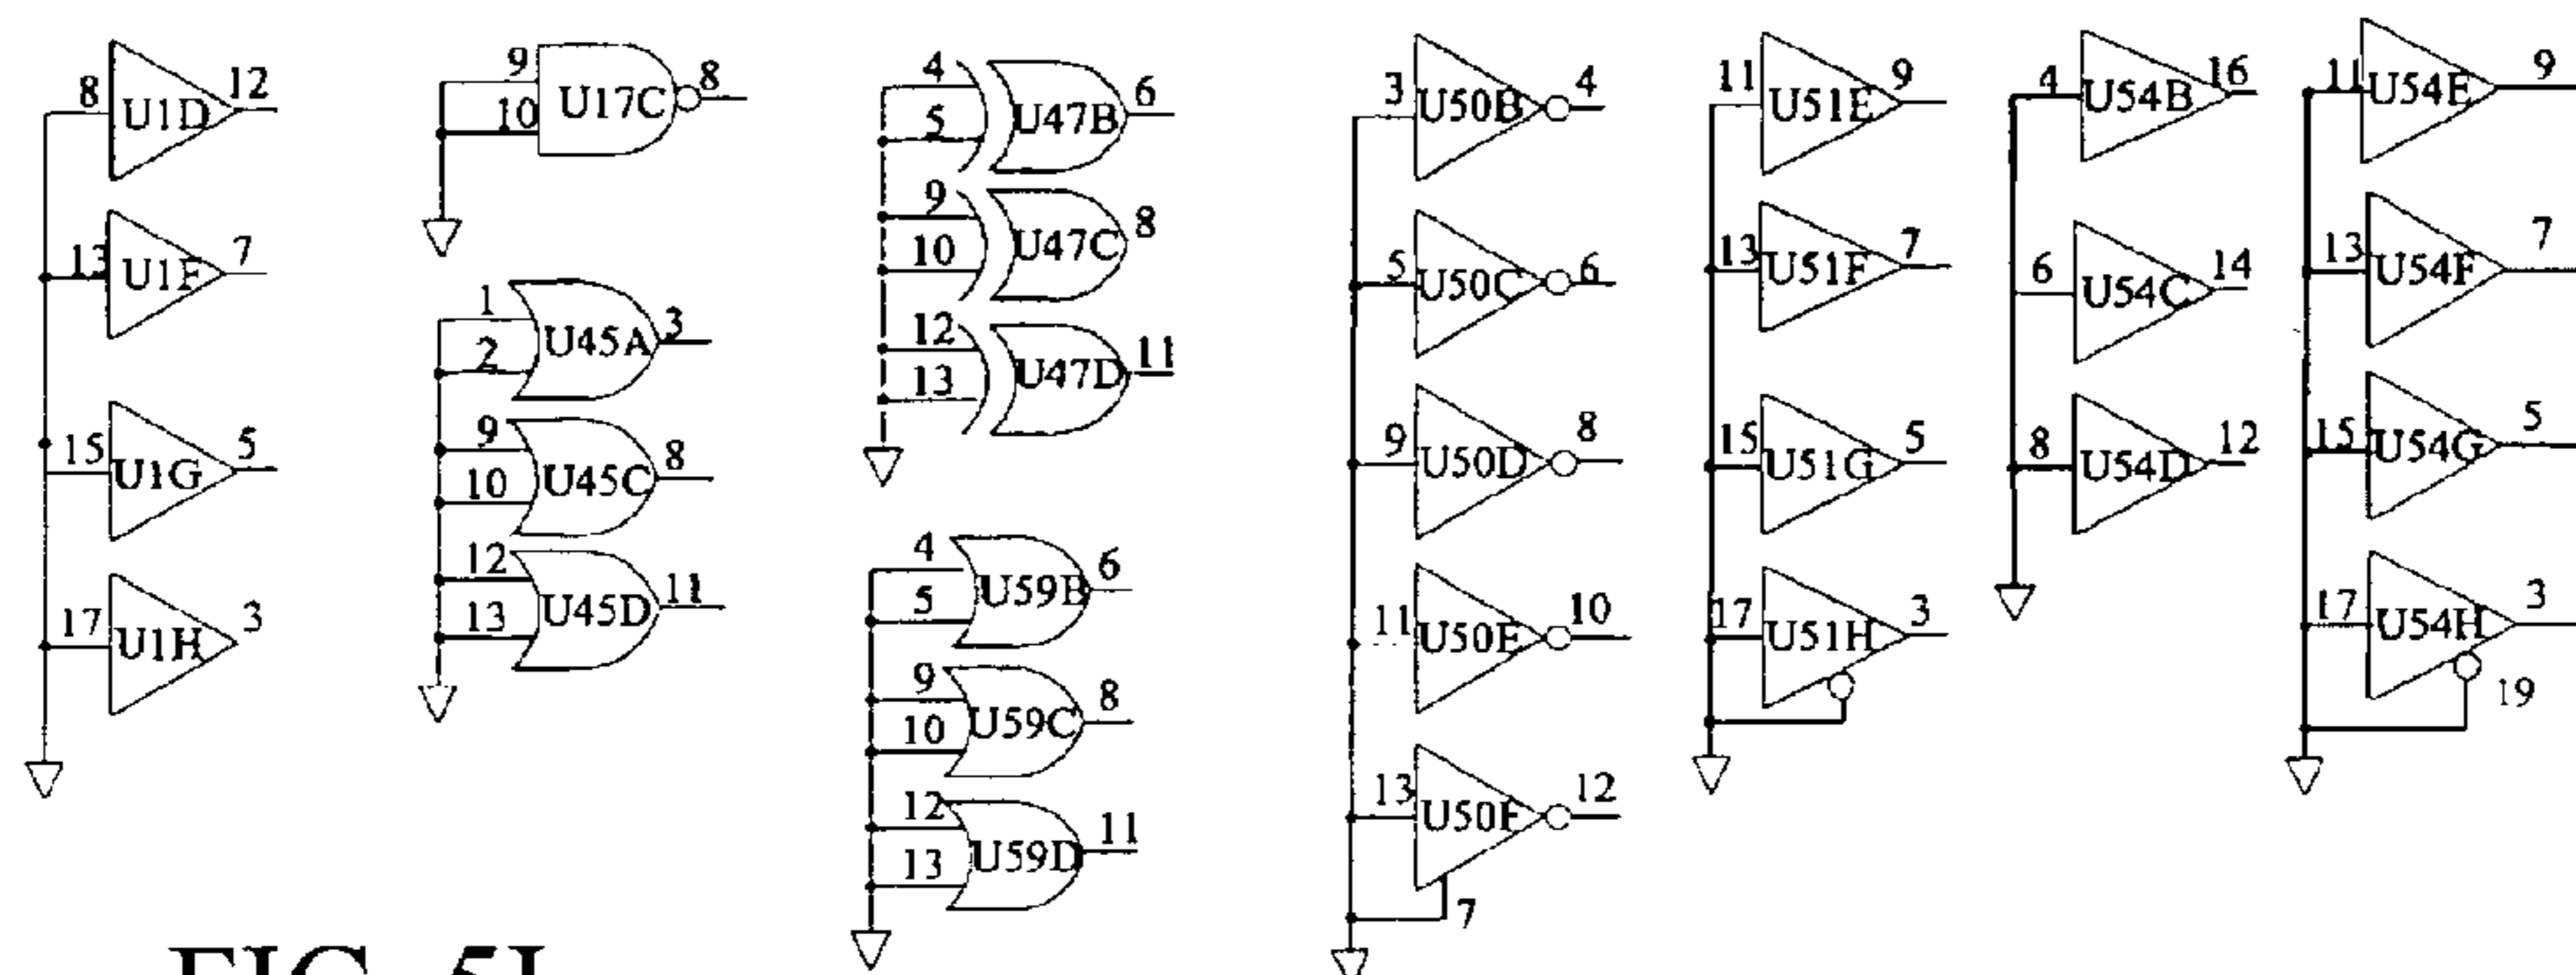 8 U1D 12
13 U1F 7
15 U1G 5
17 U1H 3
9 10 U17C 8
1 2 U45A 3
9 10 U45C 8
12 13 U45D 11
4 5 U47B 6
9 10 U47C 8
12 13 U47D 11
4 5 U59B 6
9 10 U59C 8
12 13 U59D 11
3 U50B 4
5 U50C 6
9 U50D 8
11 U50E 10
13 U50F 12
7
11 U51E 9
13 U51F 7
15 U51G 5
17 U51H 3
4 U54B 16
6 U54C 14
8 U54D 12
11 U54E 9
13 U54F 7
15 U54G 5
17 U54H 3
19